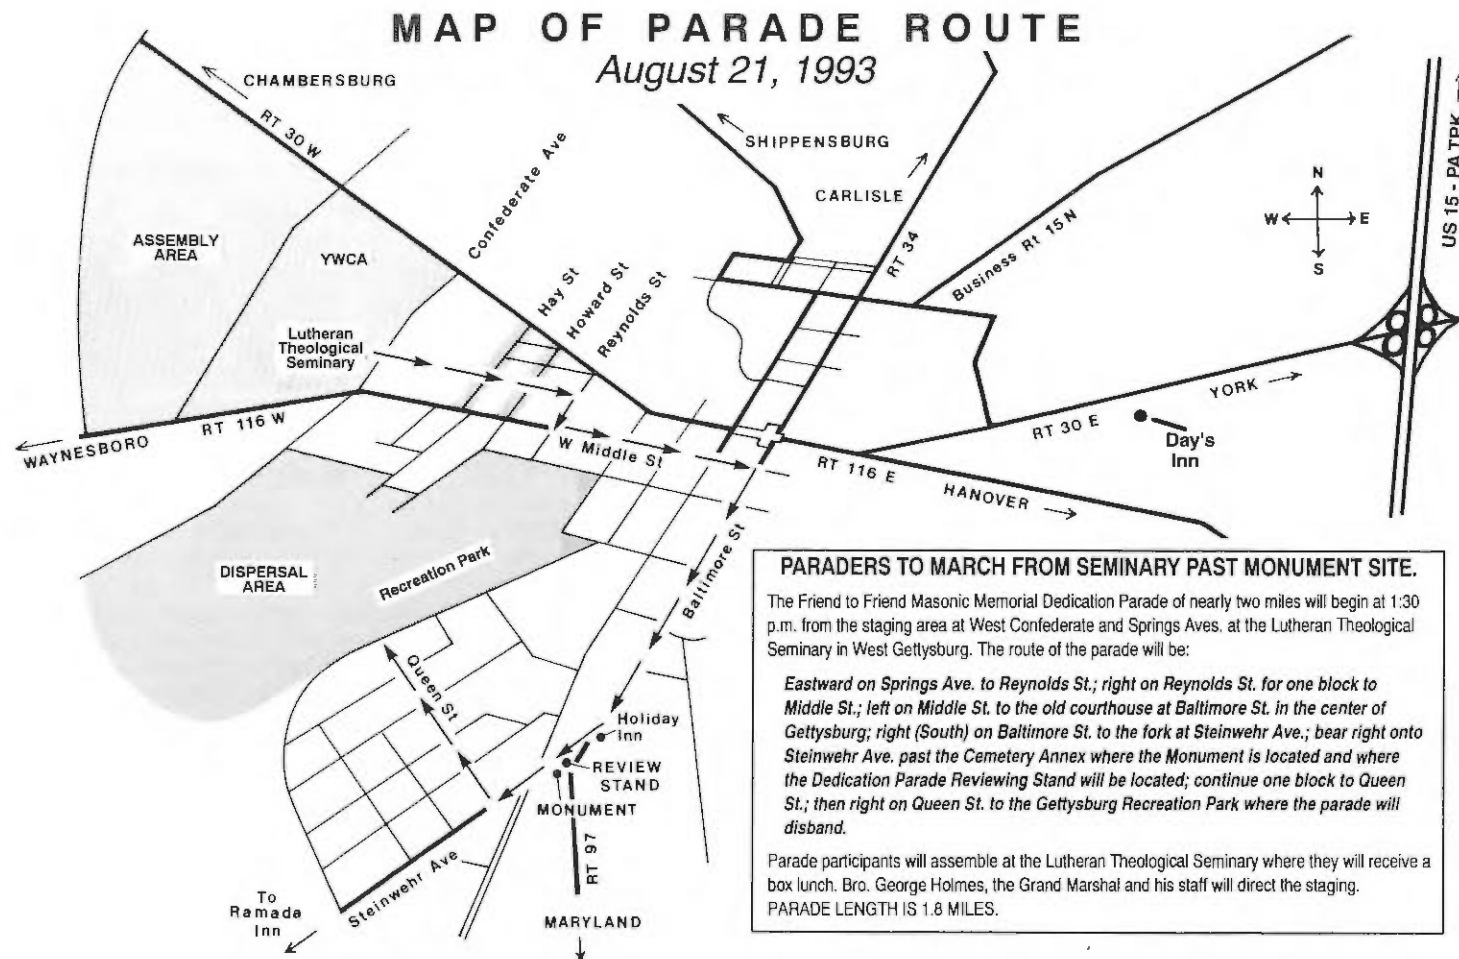 MAP OF PARADE ROUTE
August 21, 1993
CHAMBERSBURG
RT 30 W
Confederate Ave
SHIPPENSBURG
CARLISLE
RT 34
Business Rt 15 N
N
W E
S
US 15 - PA TPK
ASSEMBLY
AREA
YWCA
Hay St
Howard St
Reynolds St
Lutheran
Theological
Seminary
WAYNESBORO
RT 116 W
W Middle St
RT 116 E
HANOVER
RT 30 E
YORK
Day's
Inn
DISPERSAL
AREA
Recreation Park
Baltimore St
Queen St
Holiday
Inn
REVIEW
STAND
MONUMENT
RT 97
Steinwehr Ave
To
Ramada
Inn
MARYLAND
PARADERS TO MARCH FROM SEMINARY PAST MONUMENT SITE.
The Friend to Friend Masonic Memorial Dedication Parade of nearly two miles will begin at 1:30
p.m. from the staging area at West Confederate and Springs Aves. at the Lutheran Theological
Seminary in West Gettysburg. The route of the parade will be:
Eastward on Springs Ave. to Reynolds St.; right on Reynolds St. for one block to
Middle St.; left on Middle St. to the old courthouse at Baltimore St. in the center of
Gettysburg; right (South) on Baltimore St. to the fork at Steinwehr Ave.; bear right onto
Steinwehr Ave. past the Cemetery Annex where the Monument is located and where
the Dedication Parade Reviewing Stand will be located; continue one block to Queen
St.; then right on Queen St. to the Gettysburg Recreation Park where the parade will
disband.
Parade participants will assemble at the Lutheran Theological Seminary where they will receive a
box lunch. Bro. George Holmes, the Grand Marshal and his staff will direct the staging.
PARADE LENGTH IS 1.8 MILES.